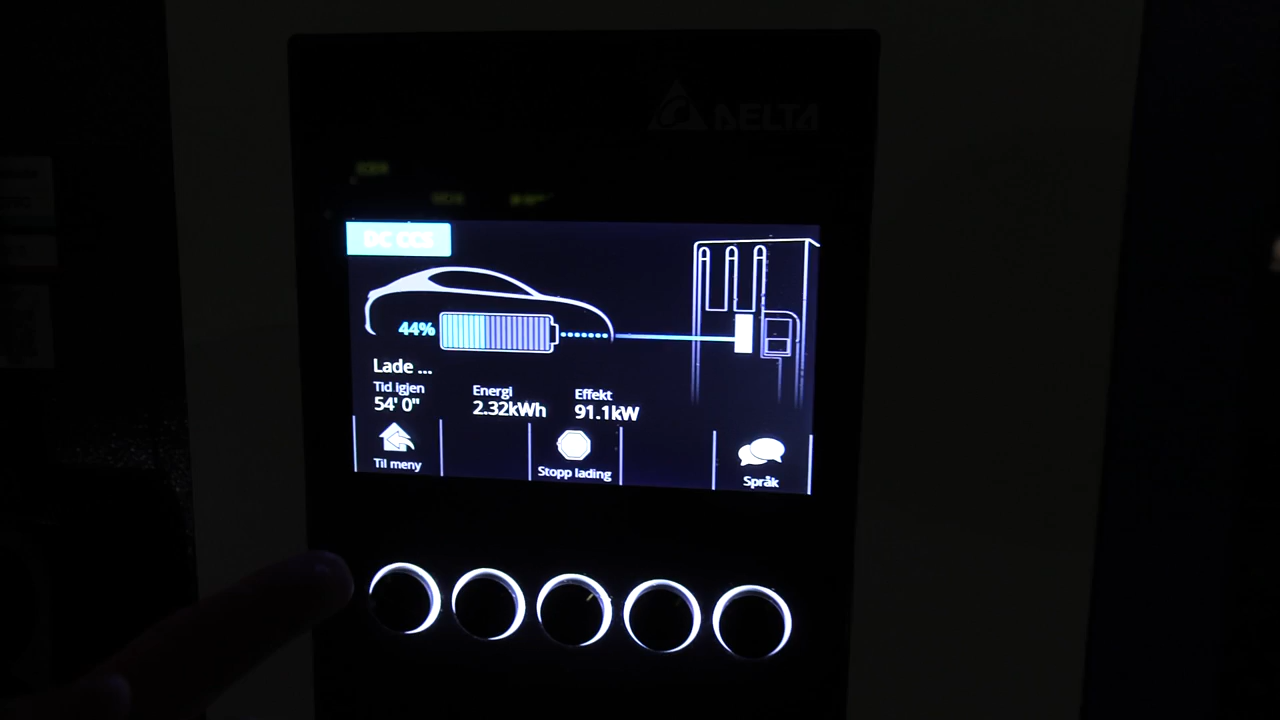 DELTA
DC CCS
44%
Lade ...
Tid igjen
54' 0"
Energi
2.32kWh
Effekt
91.1kW
Til meny
Stopp lading
Språk